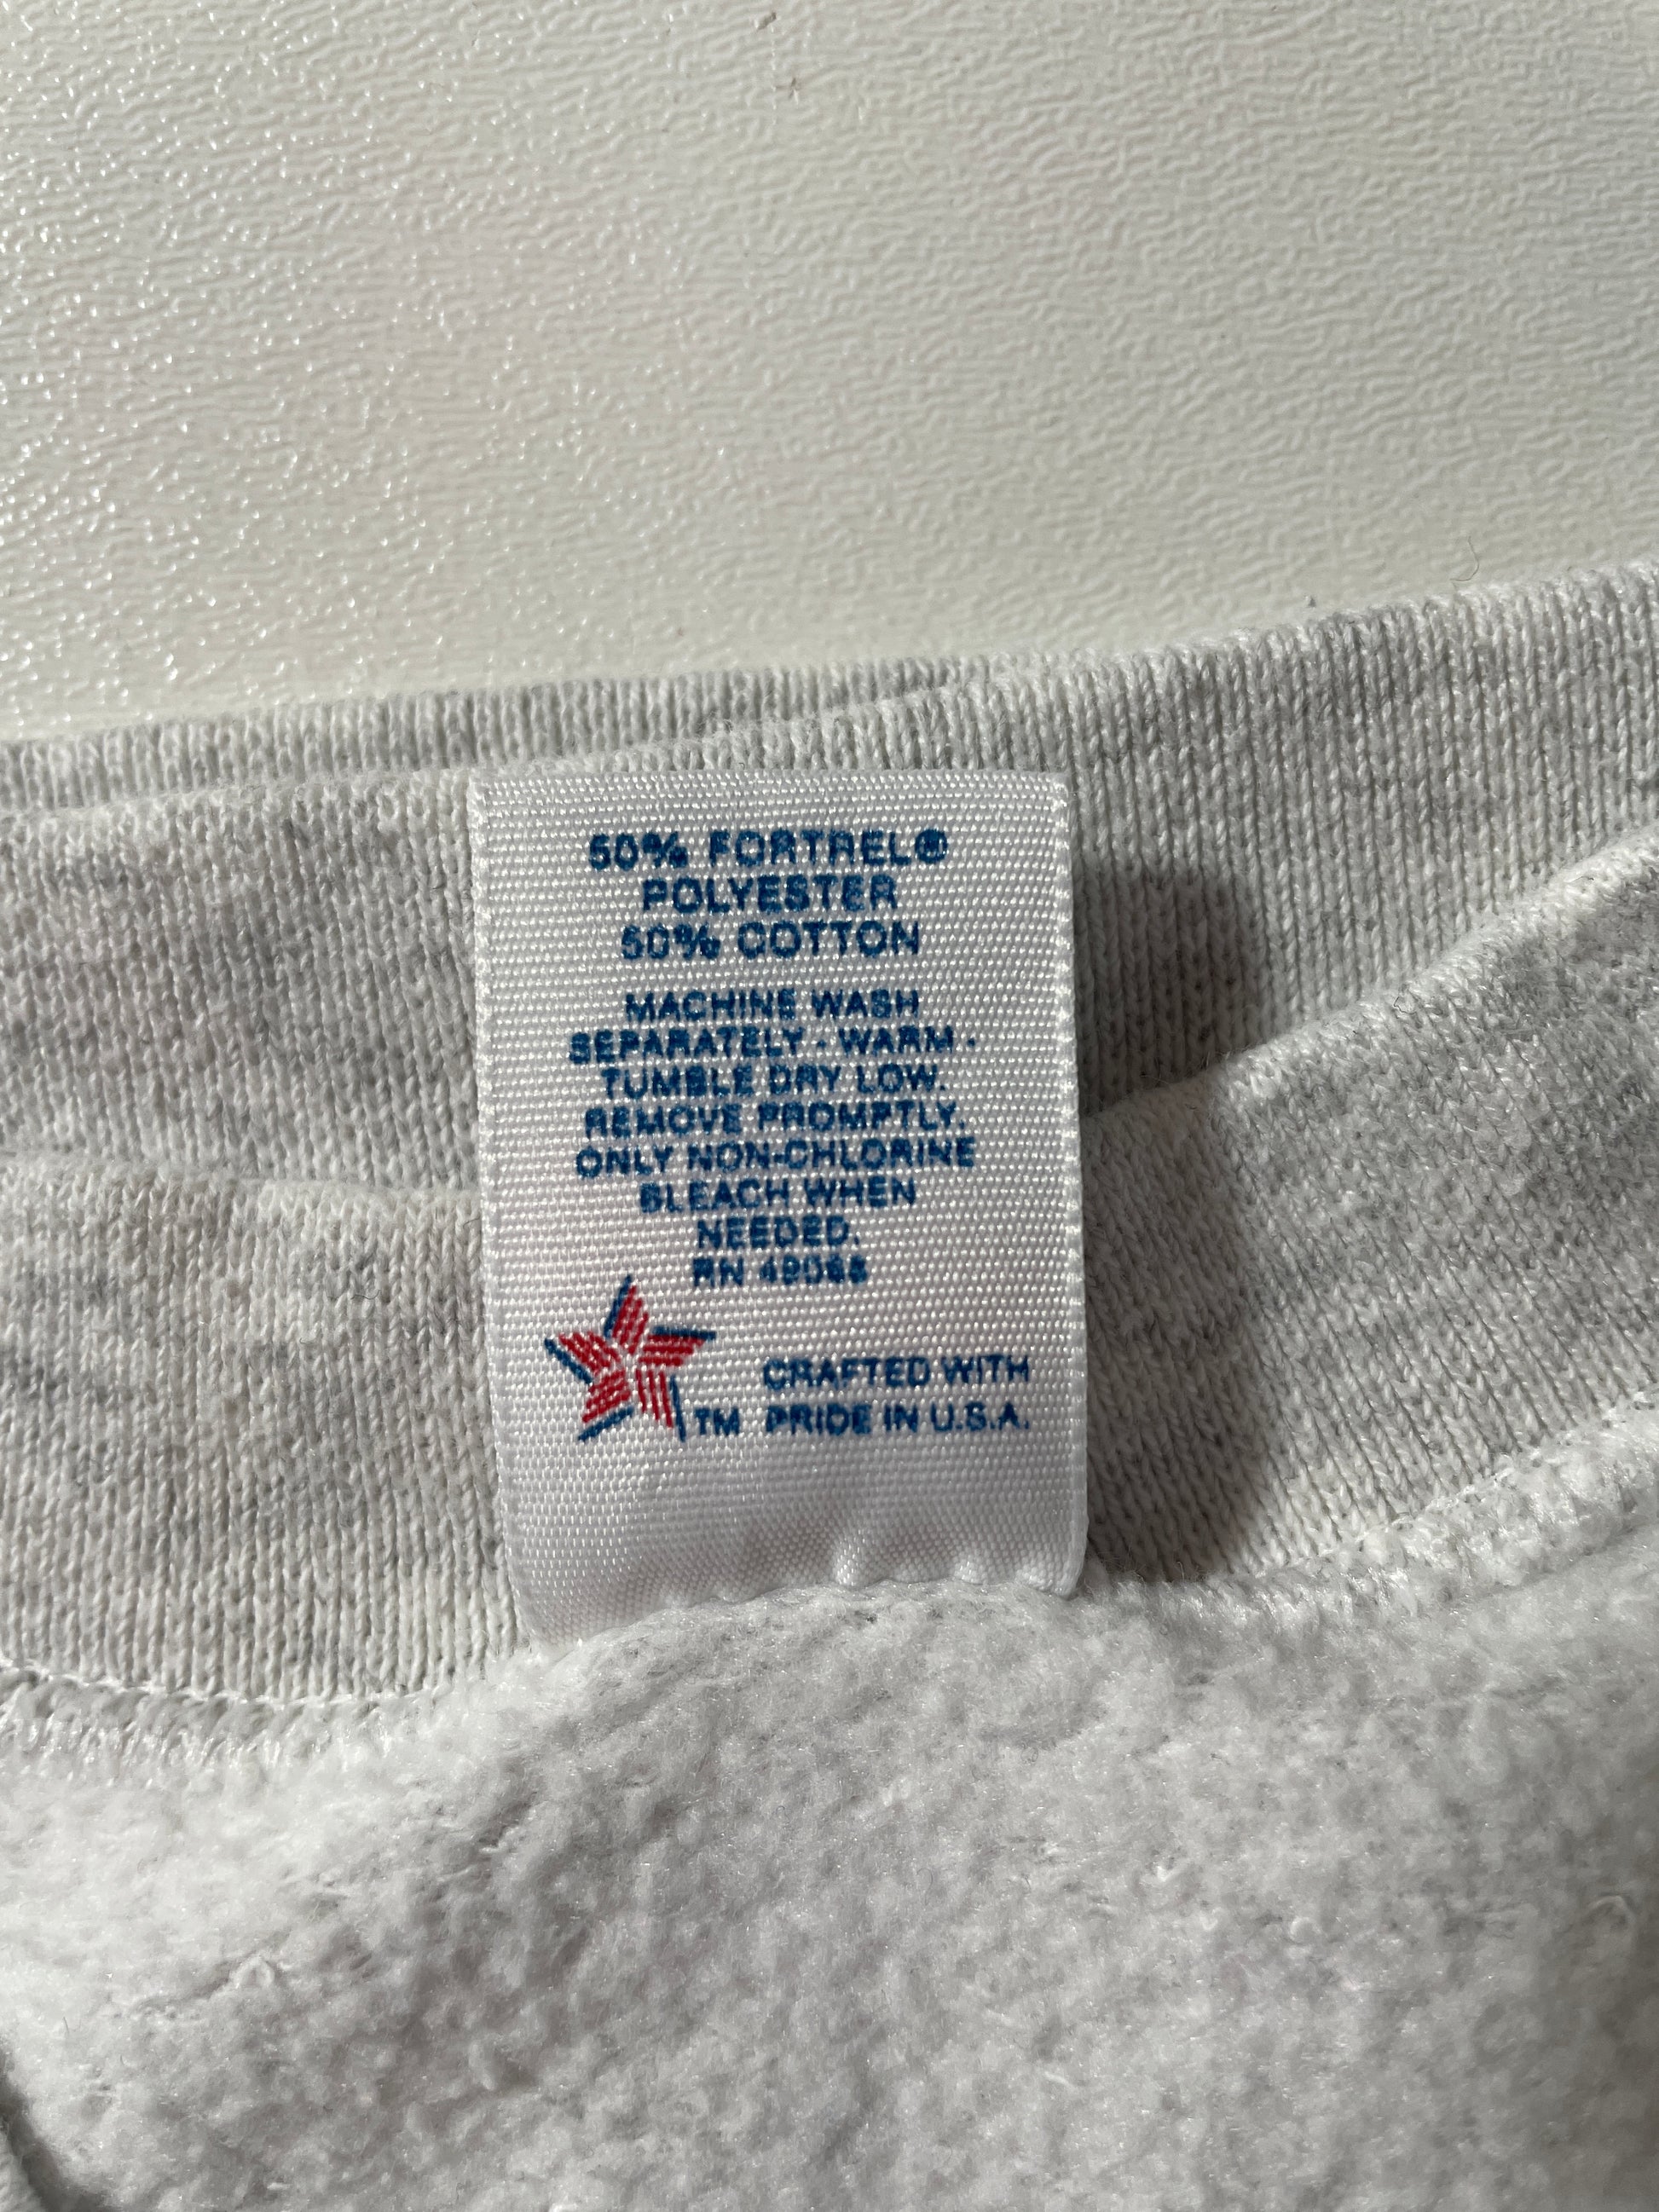 50% FORTREL®
POLYESTER
50% COTTON
MACHINE WASH
SEPARATELY - WARM -
TUMBLE DRY LOW.
REMOVE PROMPTLY.
ONLY NON-CHLORINE
BLEACH WHEN
NEEDED.
RN
CRAFTED WITH
TM PRIDE IN U.S.A.